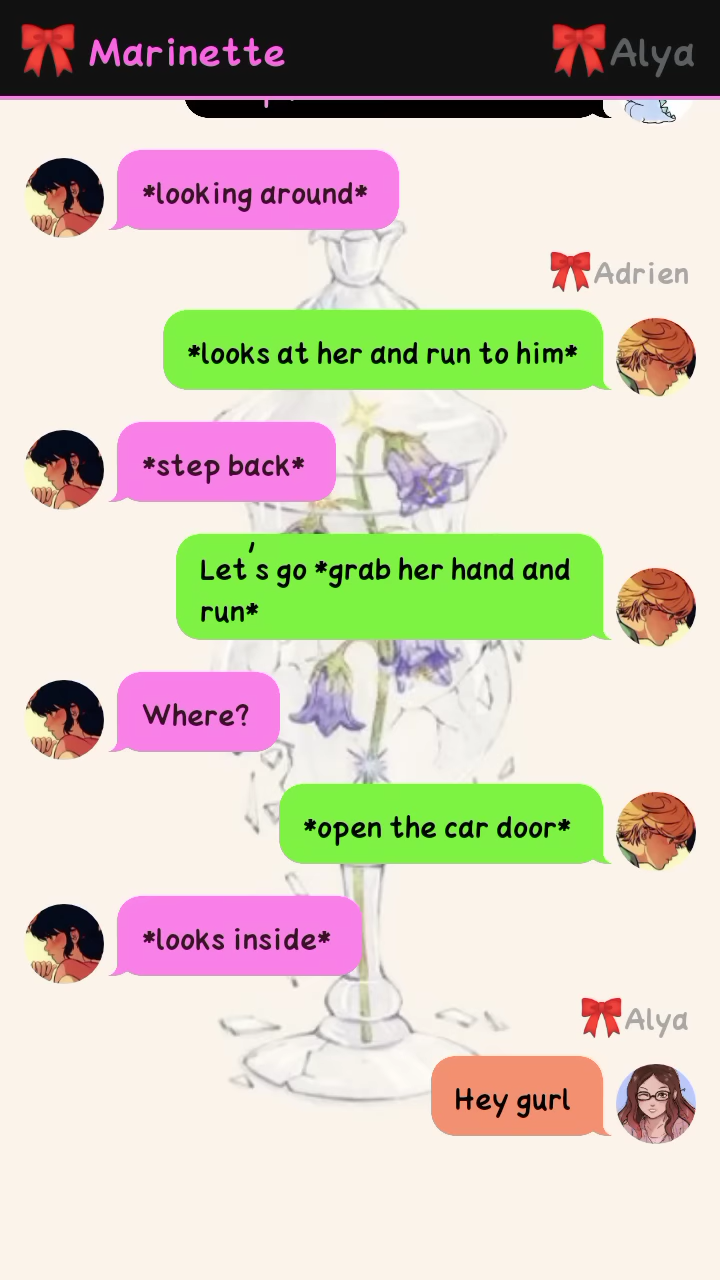 Marinette
Alya
*looking around*
Adrien
*looks at her and run to him*
*step back*
Let's go *grab her hand and
run*
Where?
*open the car door*
*looks inside*
Alya
Hey gurl